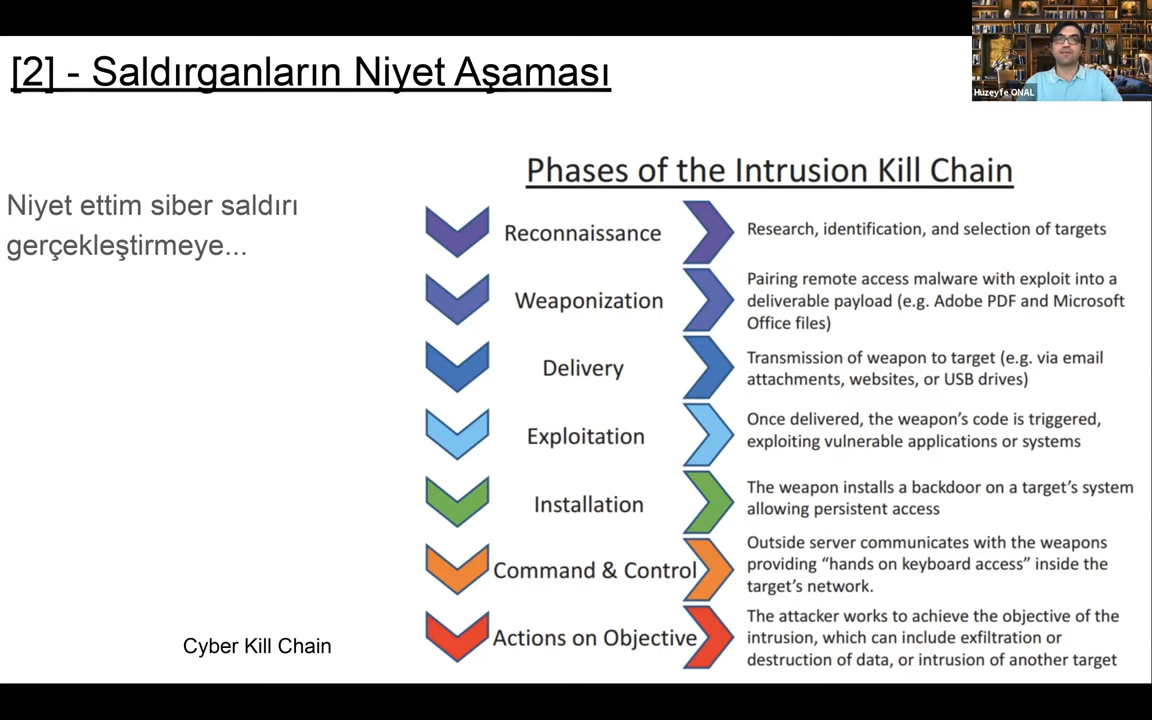 [2] - Saldırganların Niyet Aşaması
Huzeyfe ONAL
Niyet ettim siber saldırı
gerçekleştirmeye...
Phases of the Intrusion Kill Chain
Reconnaissance
Research, identification, and selection of targets
Weaponization
Pairing remote access malware with exploit into a
deliverable payload (e.g. Adobe PDF and Microsoft
Office files)
Delivery
Transmission of weapon to target (e.g. via email
attachments, websites, or USB drives)
Exploitation
Once delivered, the weapon's code is triggered,
exploiting vulnerable applications or systems
Installation
The weapon installs a backdoor on a target's system
allowing persistent access
Command & Control
Outside server communicates with the weapons
providing "hands on keyboard access" inside the
target's network.
Actions on Objective
The attacker works to achieve the objective of the
intrusion, which can include exfiltration or
destruction of data, or intrusion of another target
Cyber Kill Chain